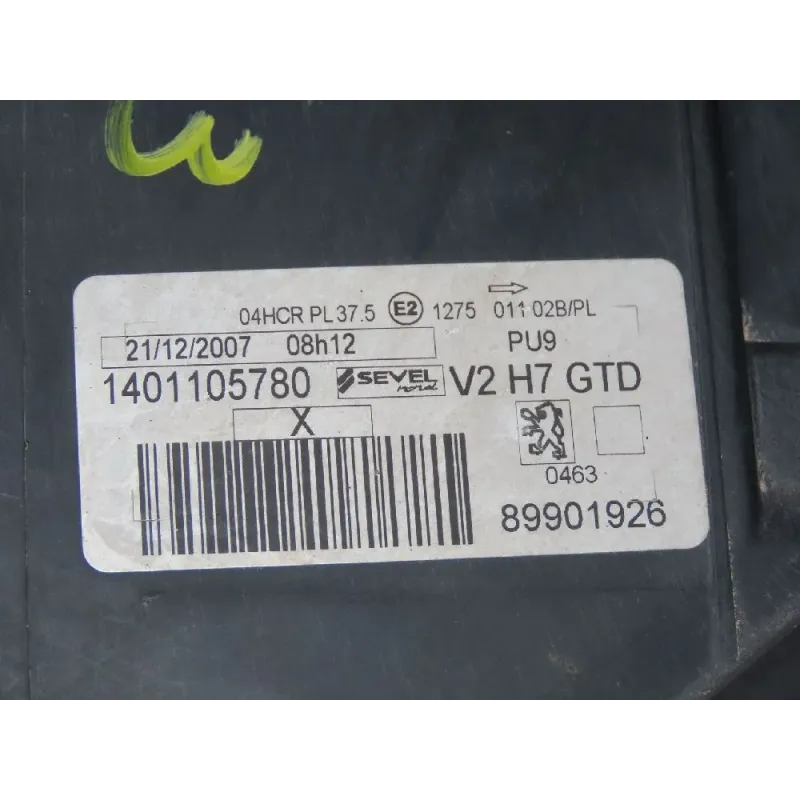 04HCR PL 37.5 E2 1275 011 02B/PL
21/12/2007 08h12 PU9
1401105780 SEVEL nord V2 H7 GTD
X
0463
89901926